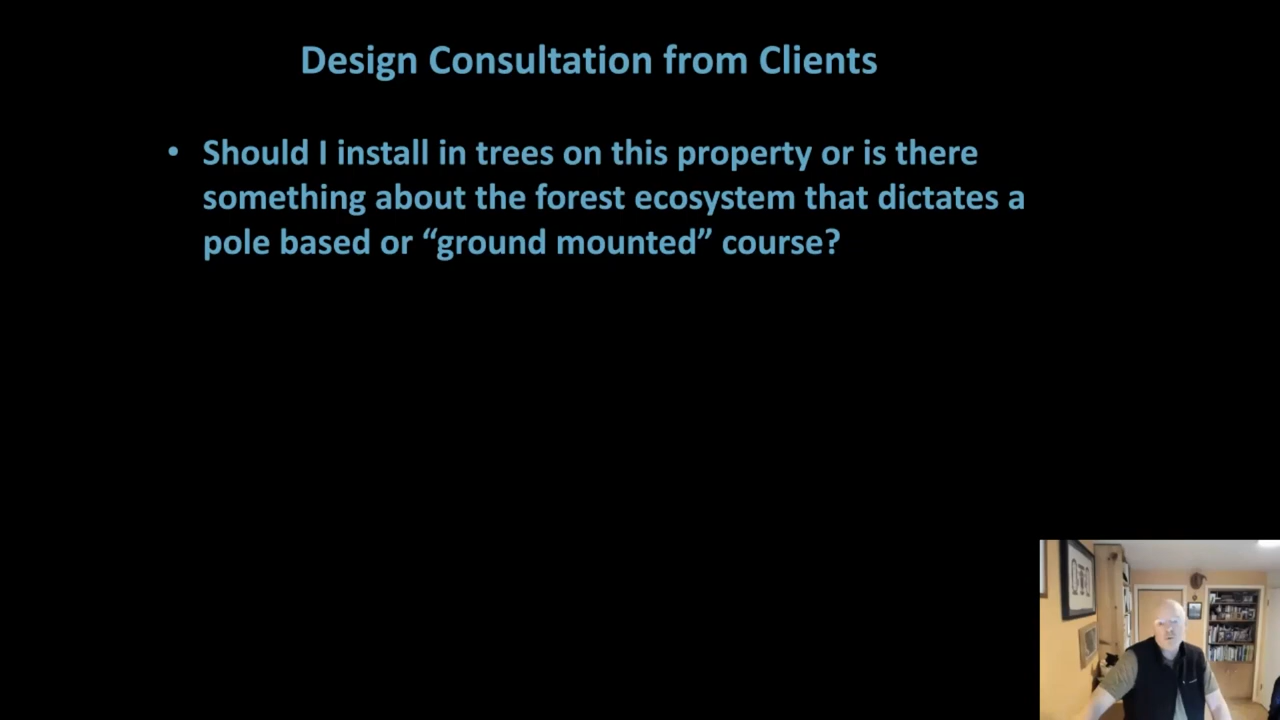 Design Consultation from Clients
• Should I install in trees on this property or is there
something about the forest ecosystem that dictates a
pole based or “ground mounted” course?